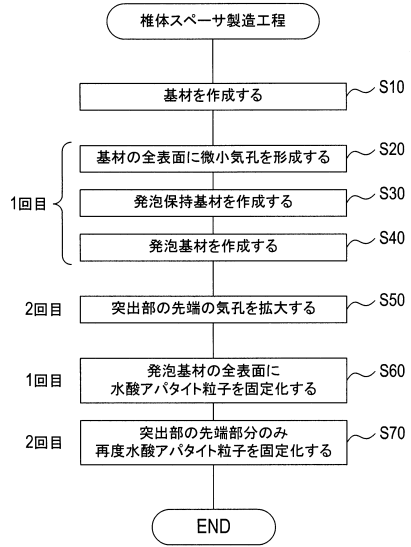 椎体スペーサ製造工程
基材を作成する
S10
基材の全表面に微小気孔を形成する
S20
1回目
発泡保持基材を作成する
S30
発泡基材を作成する
S40
2回目
突出部の先端の気孔を拡大する
S50
1回目
発泡基材の全表面に
水酸アパタイト粒子を固定化する
S60
2回目
突出部の先端部分のみ
再度水酸アパタイト粒子を固定化する
S70
END